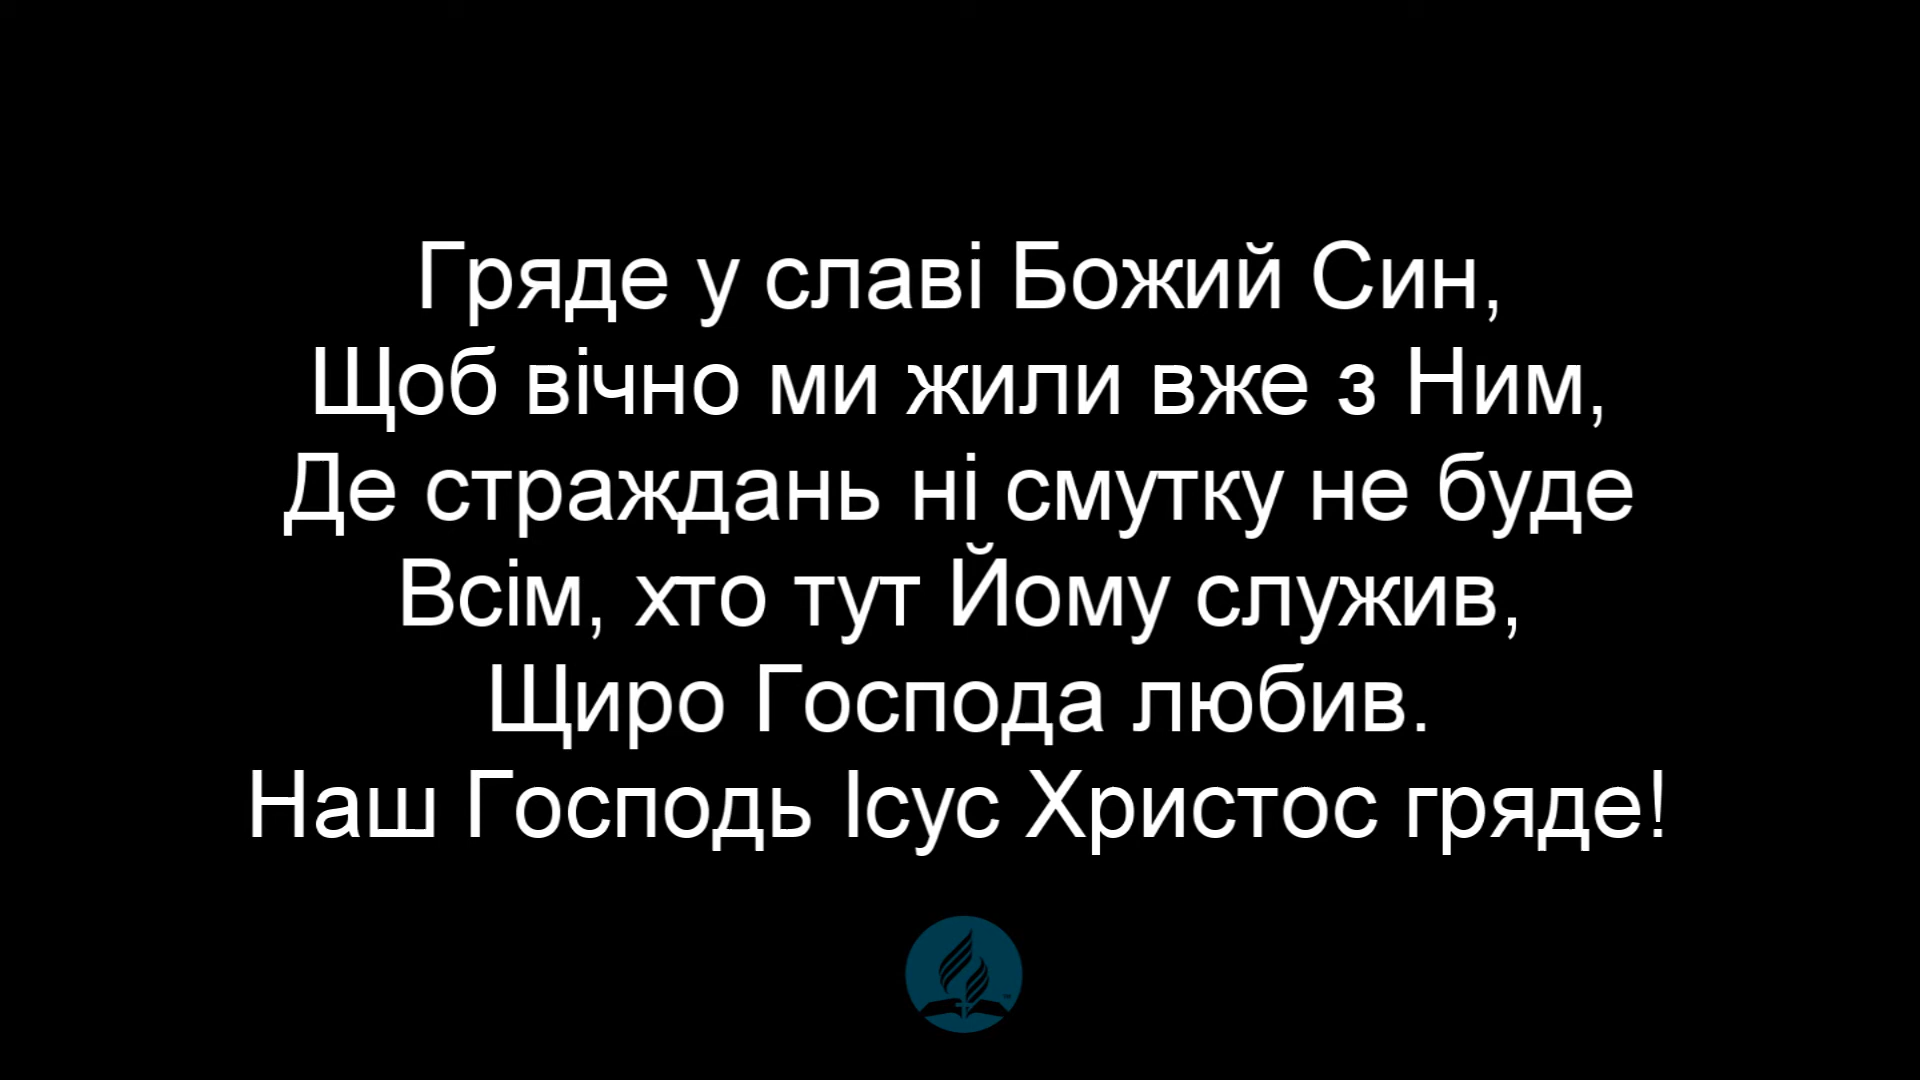 Гряде у славі Божий Син,
Щоб вічно ми жили вже з Ним,
Де страждань ні смутку не буде
Всім, хто тут Йому служив,
Щиро Господа любив.
Наш Господь Ісус Христос гряде!